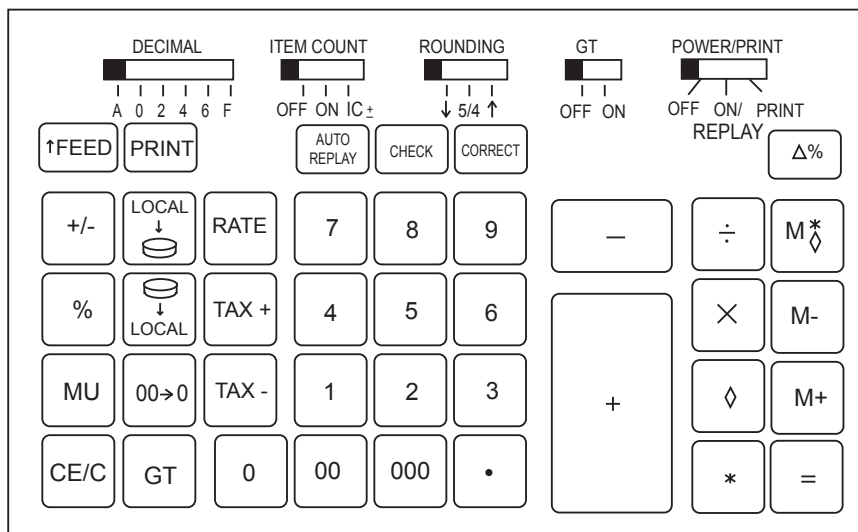 DECIMAL ITEM COUNT ROUNDING GT POWER/PRINT
A 0 2 4 6 F OFF ON IC ± ↓ 5/4 ↑ OFF ON OFF ON/ PRINT
REPLAY
↑FEED PRINT AUTO REPLAY CHECK CORRECT Δ%
+/- LOCAL ↓ RATE 7 8 9 — ÷ M*◊
% ↓ LOCAL TAX + 4 5 6 × M-
MU 00→0 TAX - 1 2 3 + ◊ M+
CE/C GT 0 00 000 • * =